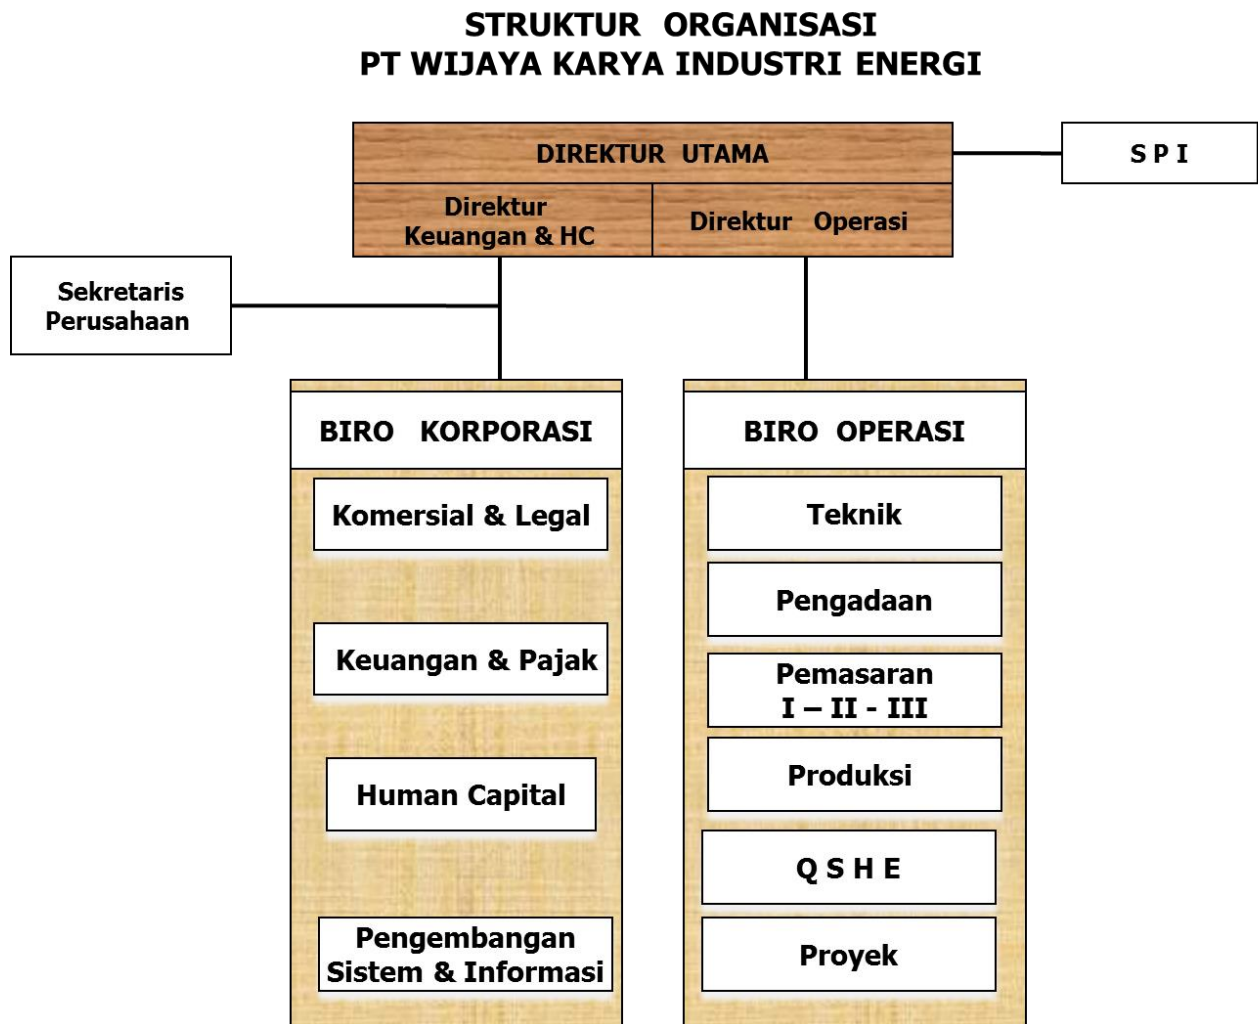 STRUKTUR ORGANISASI
PT WIJAYA KARYA INDUSTRI ENERGI
DIREKTUR UTAMA
S P I
Direktur
Keuangan & HC
Direktur Operasi
Sekretaris
Perusahaan
BIRO KORPORASI
Komersial & Legal
Keuangan & Pajak
Human Capital
Pengembangan
Sistem & Informasi
BIRO OPERASI
Teknik
Pengadaan
Pemasaran
I – II - III
Produksi
Q S H E
Proyek